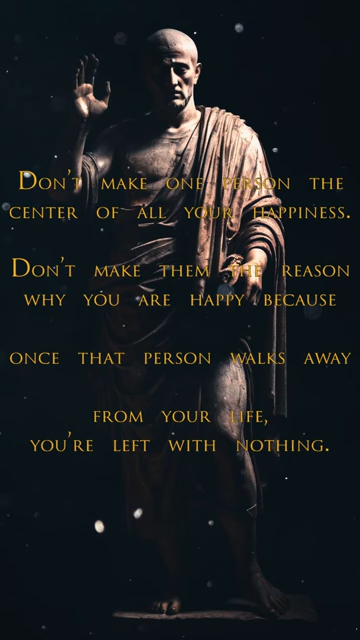 Don't make one person the
center of all your happiness.
Don't make them the reason
why you are happy because
once that person walks away
from your life,
you're left with nothing.